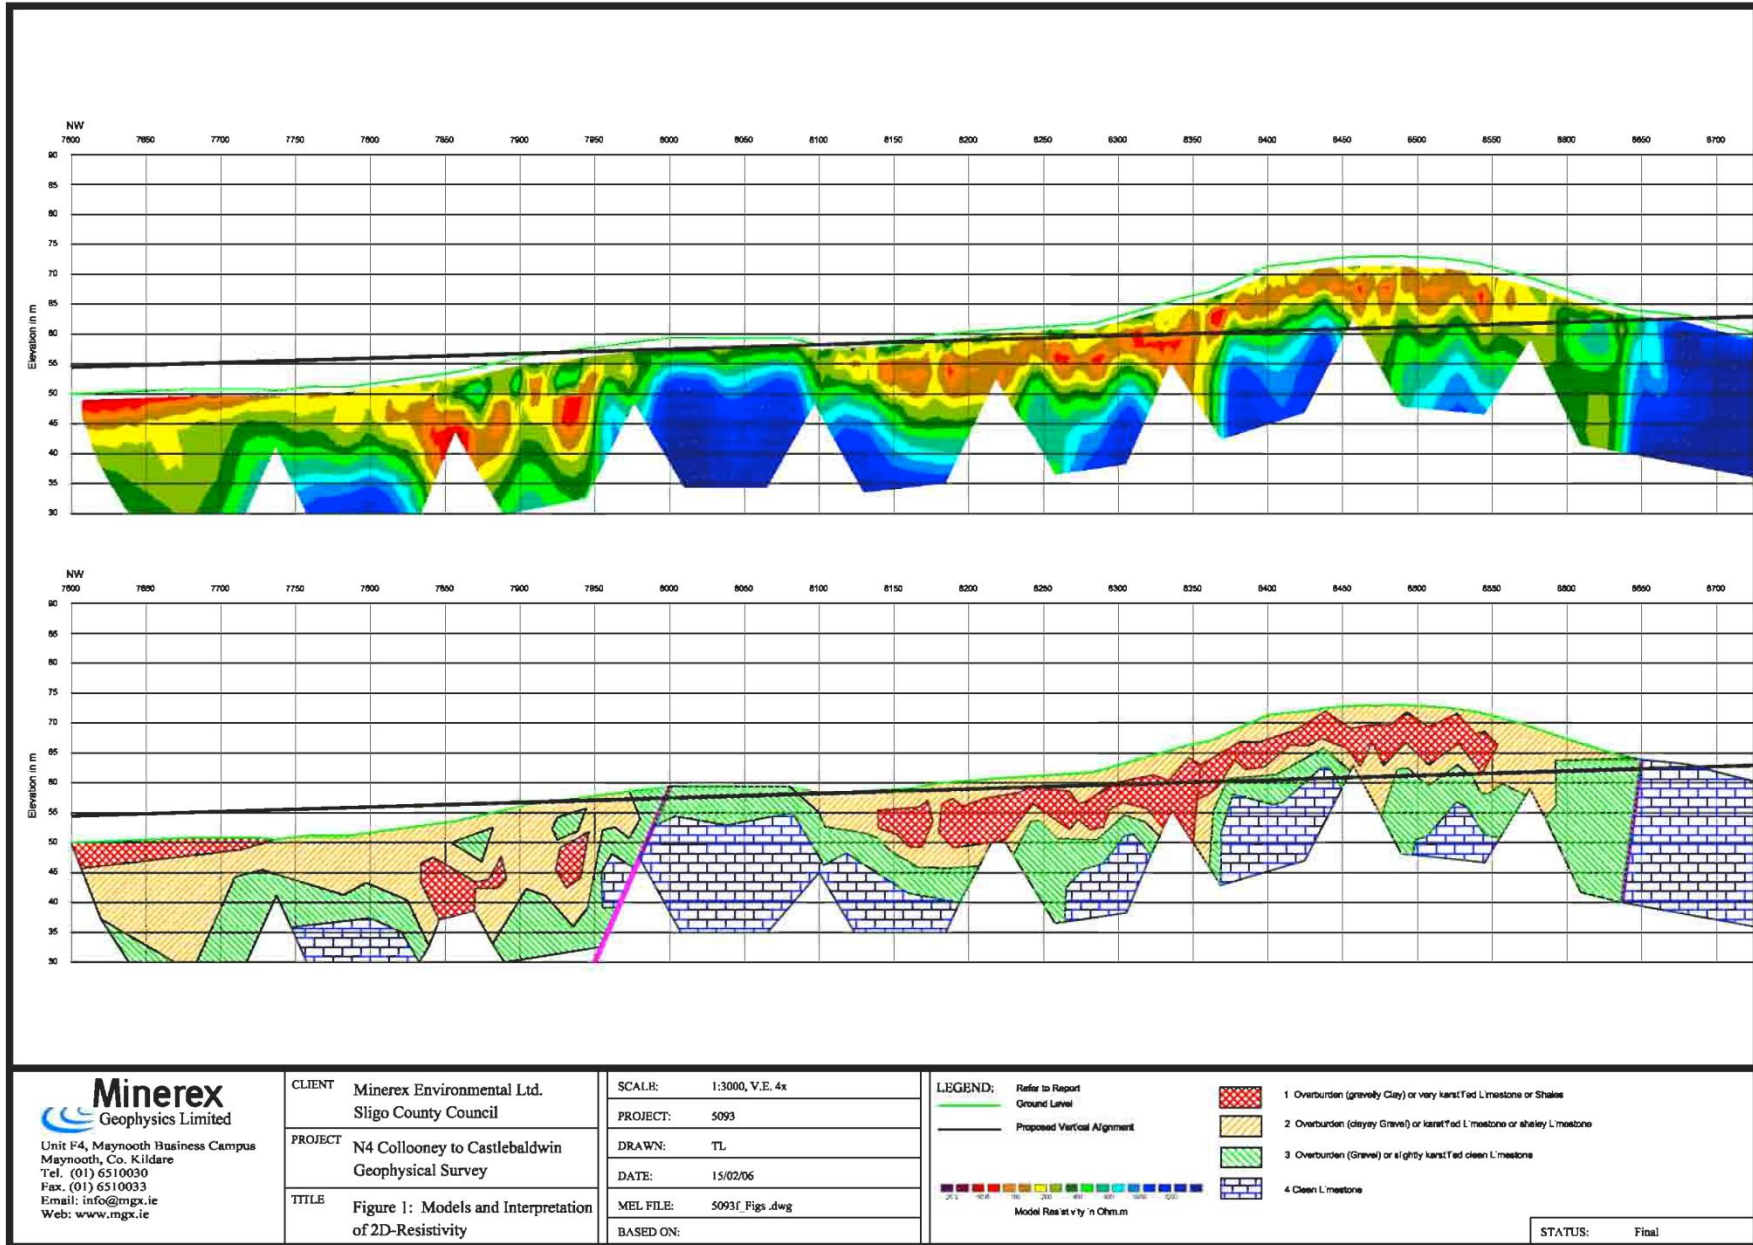 NW
7600 7650 7700 7750 7800 7850 7900 7950 8000 8050 8100 8150 8200 8250 8300 8350 8400 8450 8500 8550 8600 8650 8700
90
85
80
75
70
65
60
55
50
45
40
35
30
Elevation in m
NW
7600 7650 7700 7750 7800 7850 7900 7950 8000 8050 8100 8150 8200 8250 8300 8350 8400 8450 8500 8550 8600 8650 8700
90
85
80
75
70
65
60
55
50
45
40
35
30
Elevation in m
Minerex
Geophysics Limited
Unit F4, Maynooth Business Campus
Maynooth, Co. Kildare
Tel. (01) 6510030
Fax. (01) 6510033
Email: info@mgx.ie
Web: www.mgx.ie
CLIENT Minerex Environmental Ltd.
Sligo County Council
PROJECT N4 Collooney to Castlebaldwin
Geophysical Survey
TITLE Figure 1: Models and Interpretation
of 2D-Resistivity
SCALE: 1:3000, V.E. 4x
PROJECT: 5093
DRAWN: TL
DATE: 15/02/06
MEL FILE: 5093f_Figs .dwg
BASED ON:
LEGEND: Refer to Report
Ground Level
Proposed Vertical Alignment
Model Resistivity in Ohm.m
1 Overburden (gravelly Clay) or very karstified Limestone or Shales
2 Overburden (clayey Gravel) or karstified Limestone or shaley Limestone
3 Overburden (Gravel) or slightly karstified clean Limestone
4 Clean Limestone
STATUS: Final